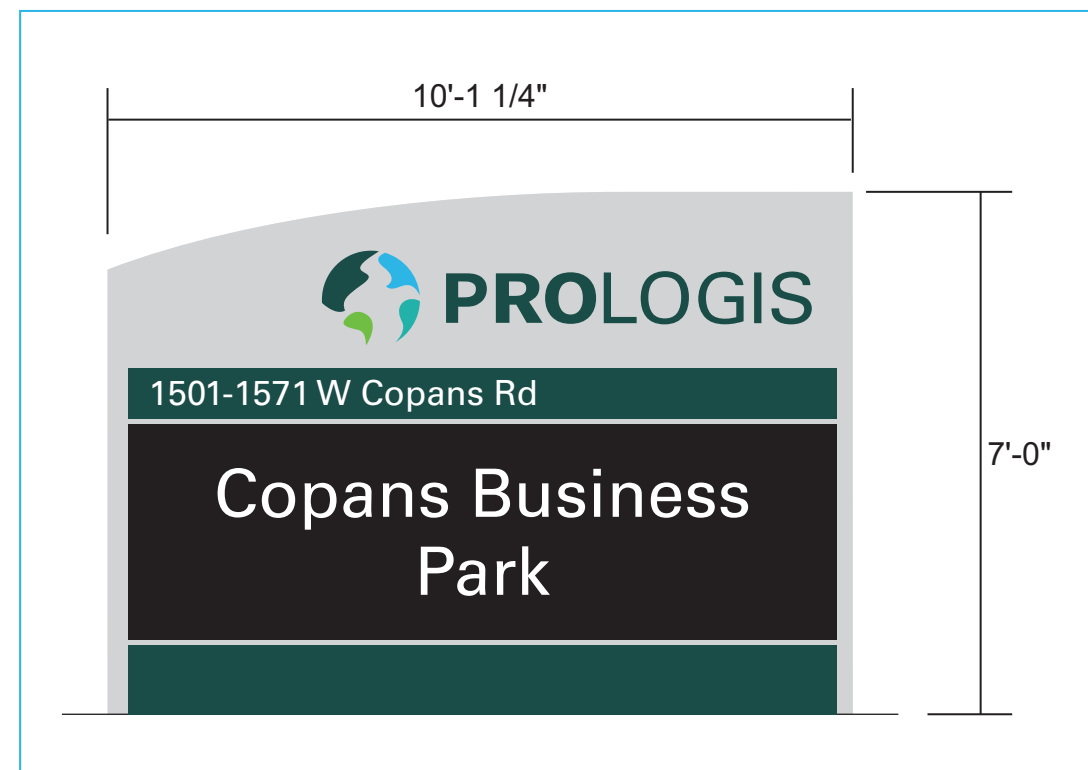 10'-1 1/4"
PROLOGIS
1501-1571 W Copans Rd
7'-0"
Copans Business
Park